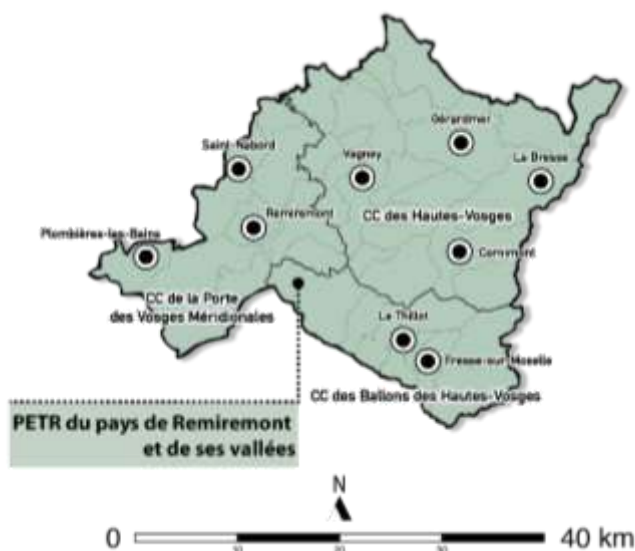 Gérardmer
Saint-Nabord
Vagney
La Bresse
Remiremont
CC des Hautes-Vosges
Plombières-les-Bains
Cornimont
CC de la Porte
des Vosges Méridionales
Le Thillot
Fresse-sur-Moselle
CC des Ballons des Hautes-Vosges
PETR du pays de Remiremont
et de ses vallées
N
0 40 km